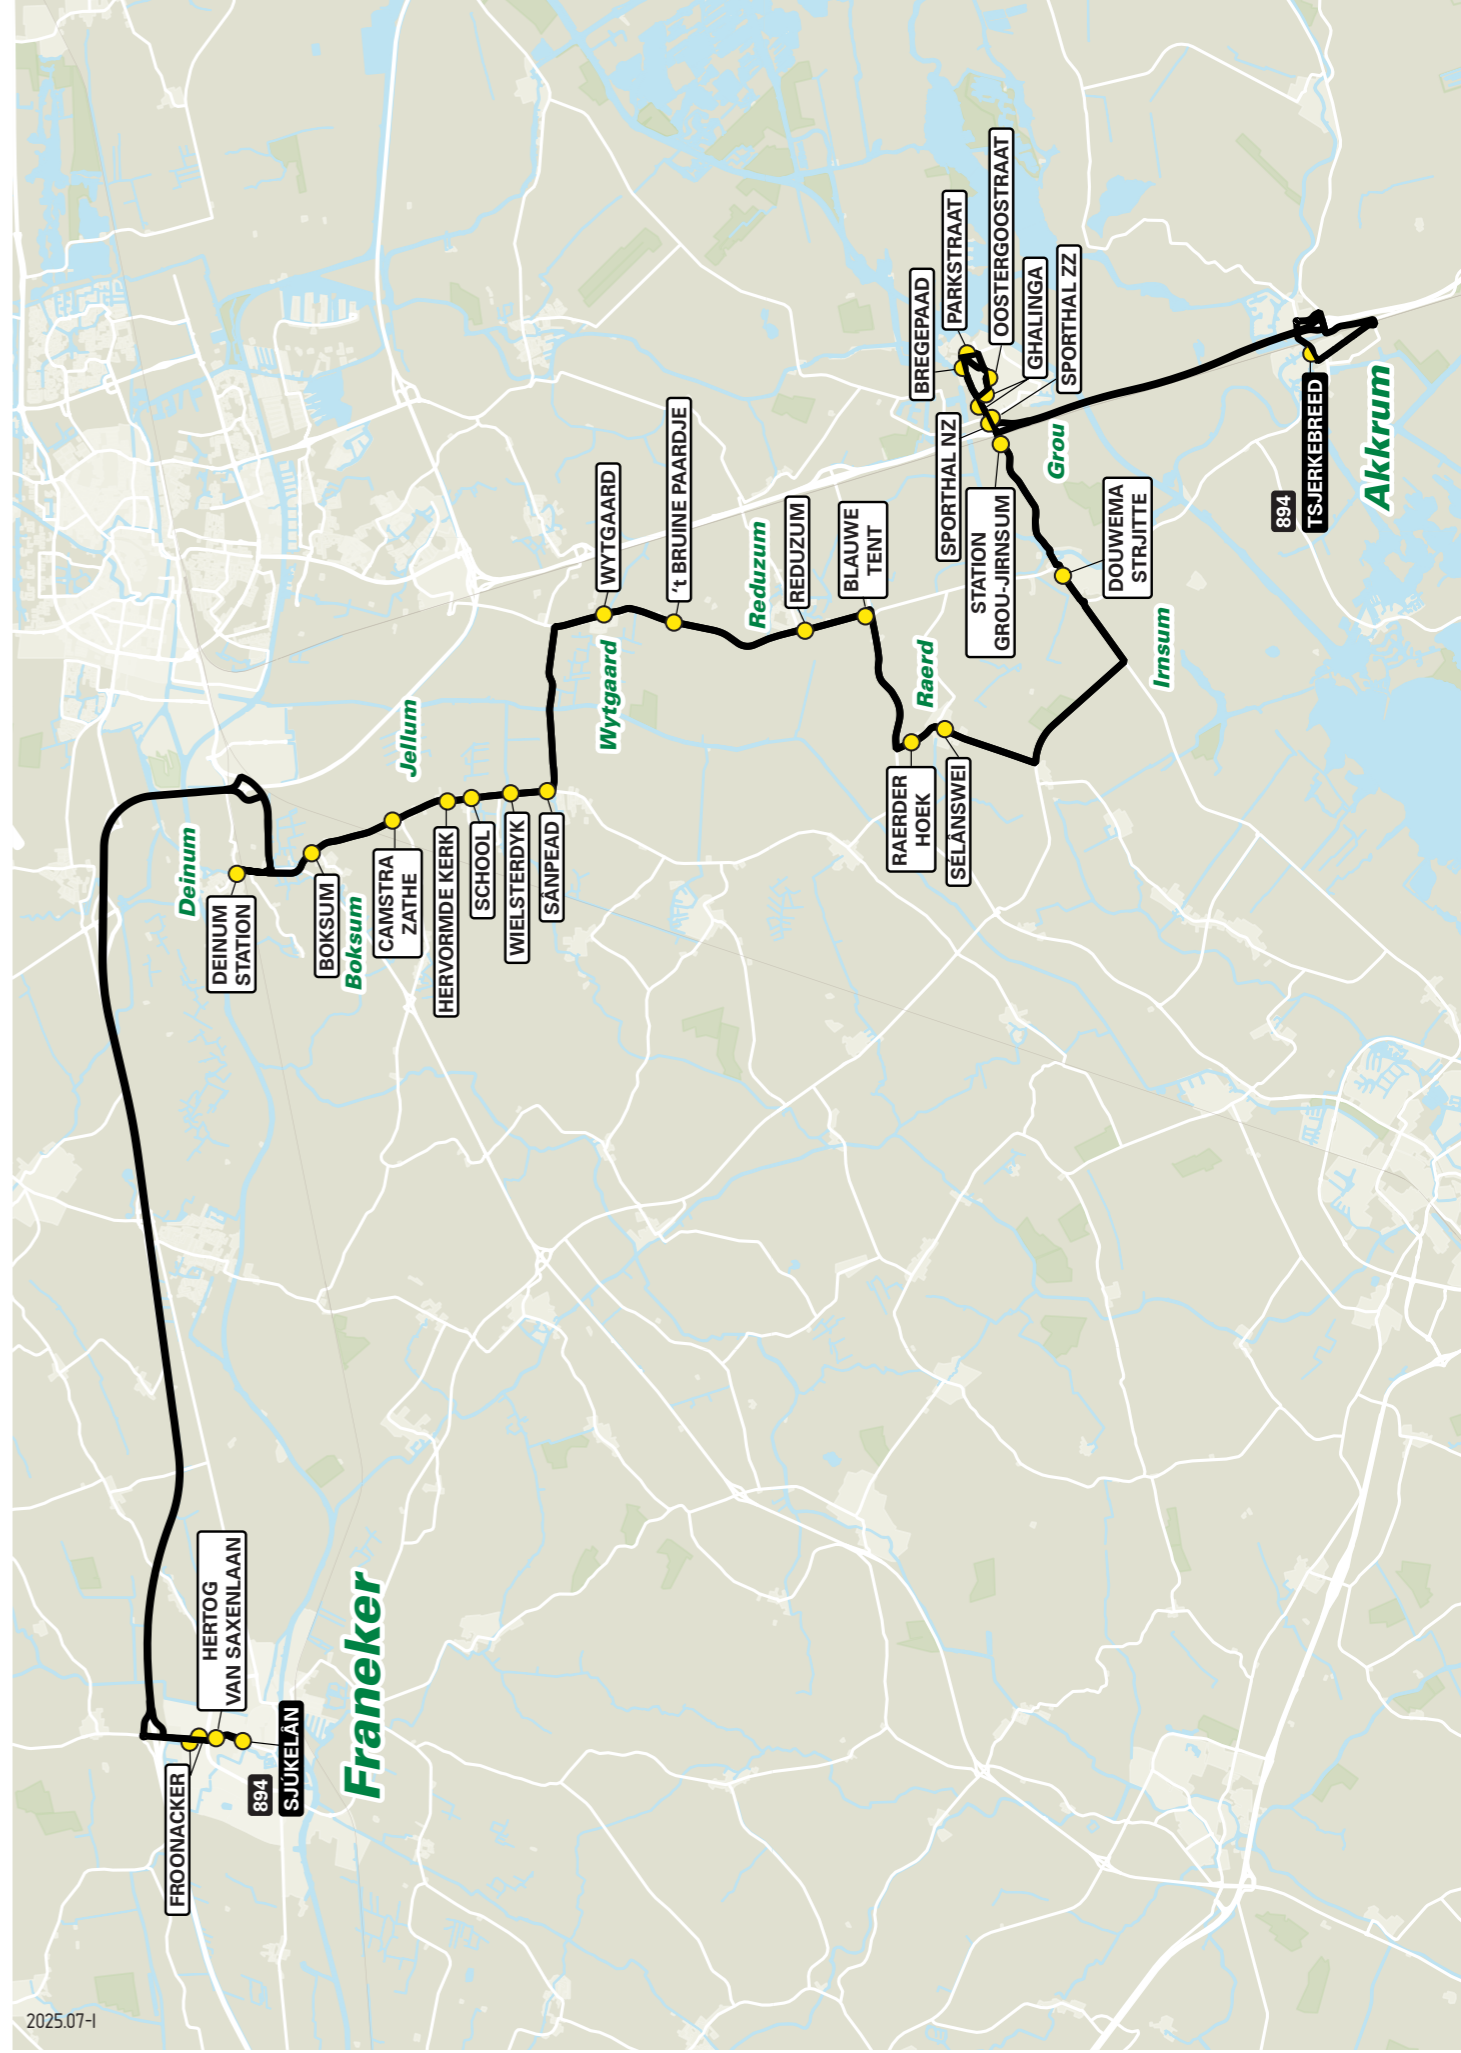 FROONACKER
HERTOG
VAN SAXENLAAN
894
SJÛKELÂN
Franeker
Deinum
DEINUM
STATION
BOKSUM
Boksum
CAMSTRA
ZATHE
Jellum
HERVORMDE KERK
SCHOOL
WIELSTERDYK
SÂNPEAD
WYTGAARD
Wytgaard
't BRUINE PAARDJE
Reduzum
REDUZUM
BLAUWE
TENT
Raerd
RAERDER
HOEK
SÉLÂNSWEI
Irnsum
DOUWEMA
STRJITTE
STATION
GROU-JIRNSUM
SPORTHAL NZ
Grou
BREGEPAAD
PARKSTRAAT
OOSTERGOOSTRAAT
GHALINGA
SPORTHAL ZZ
894
TSJERKEBREED
Akkrum
2025.07-I